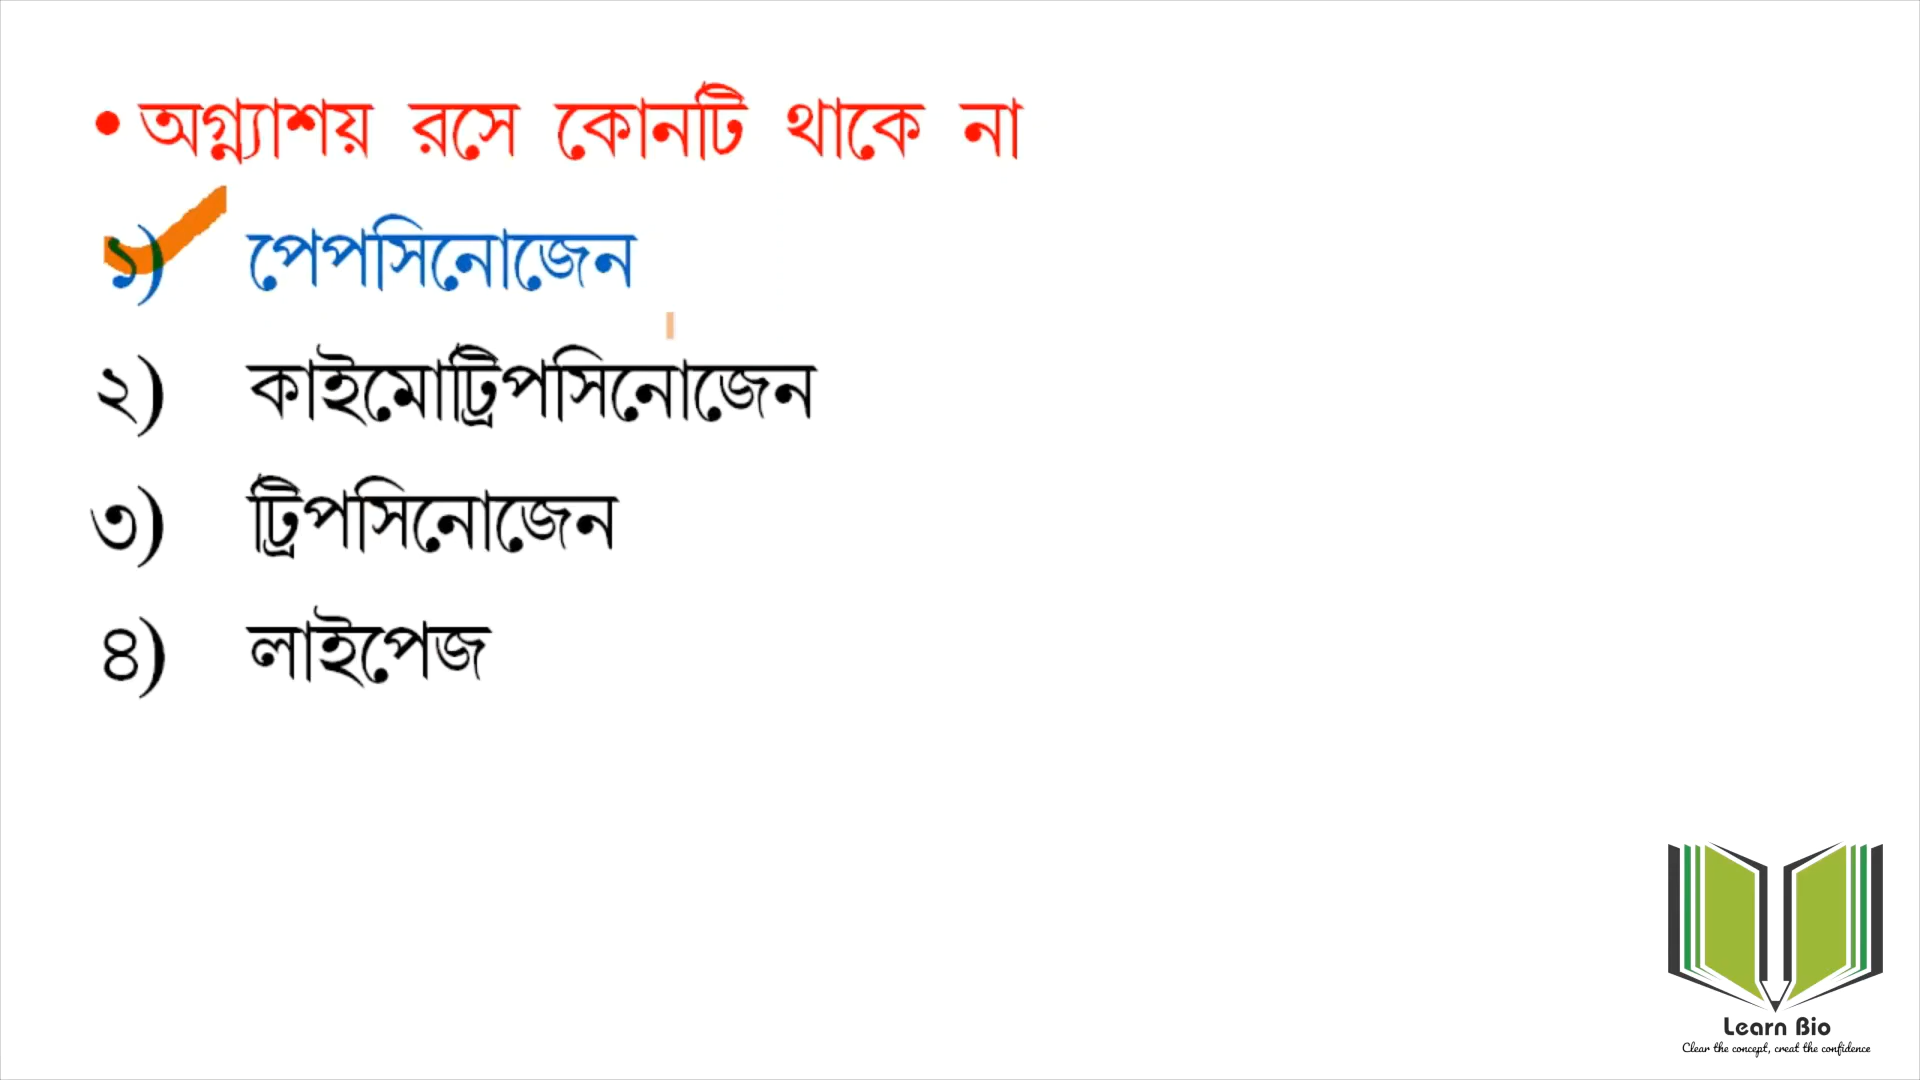 • অগ্ন্যাশয় রসে কোনটি থাকে না
১) পেপসিনোজেন
২) কাইমোট্রিপসিনোজেন
৩) ট্রিপসিনোজেন
৪) লাইপেজ
Learn Bio
Clear the concept, creat the confidence